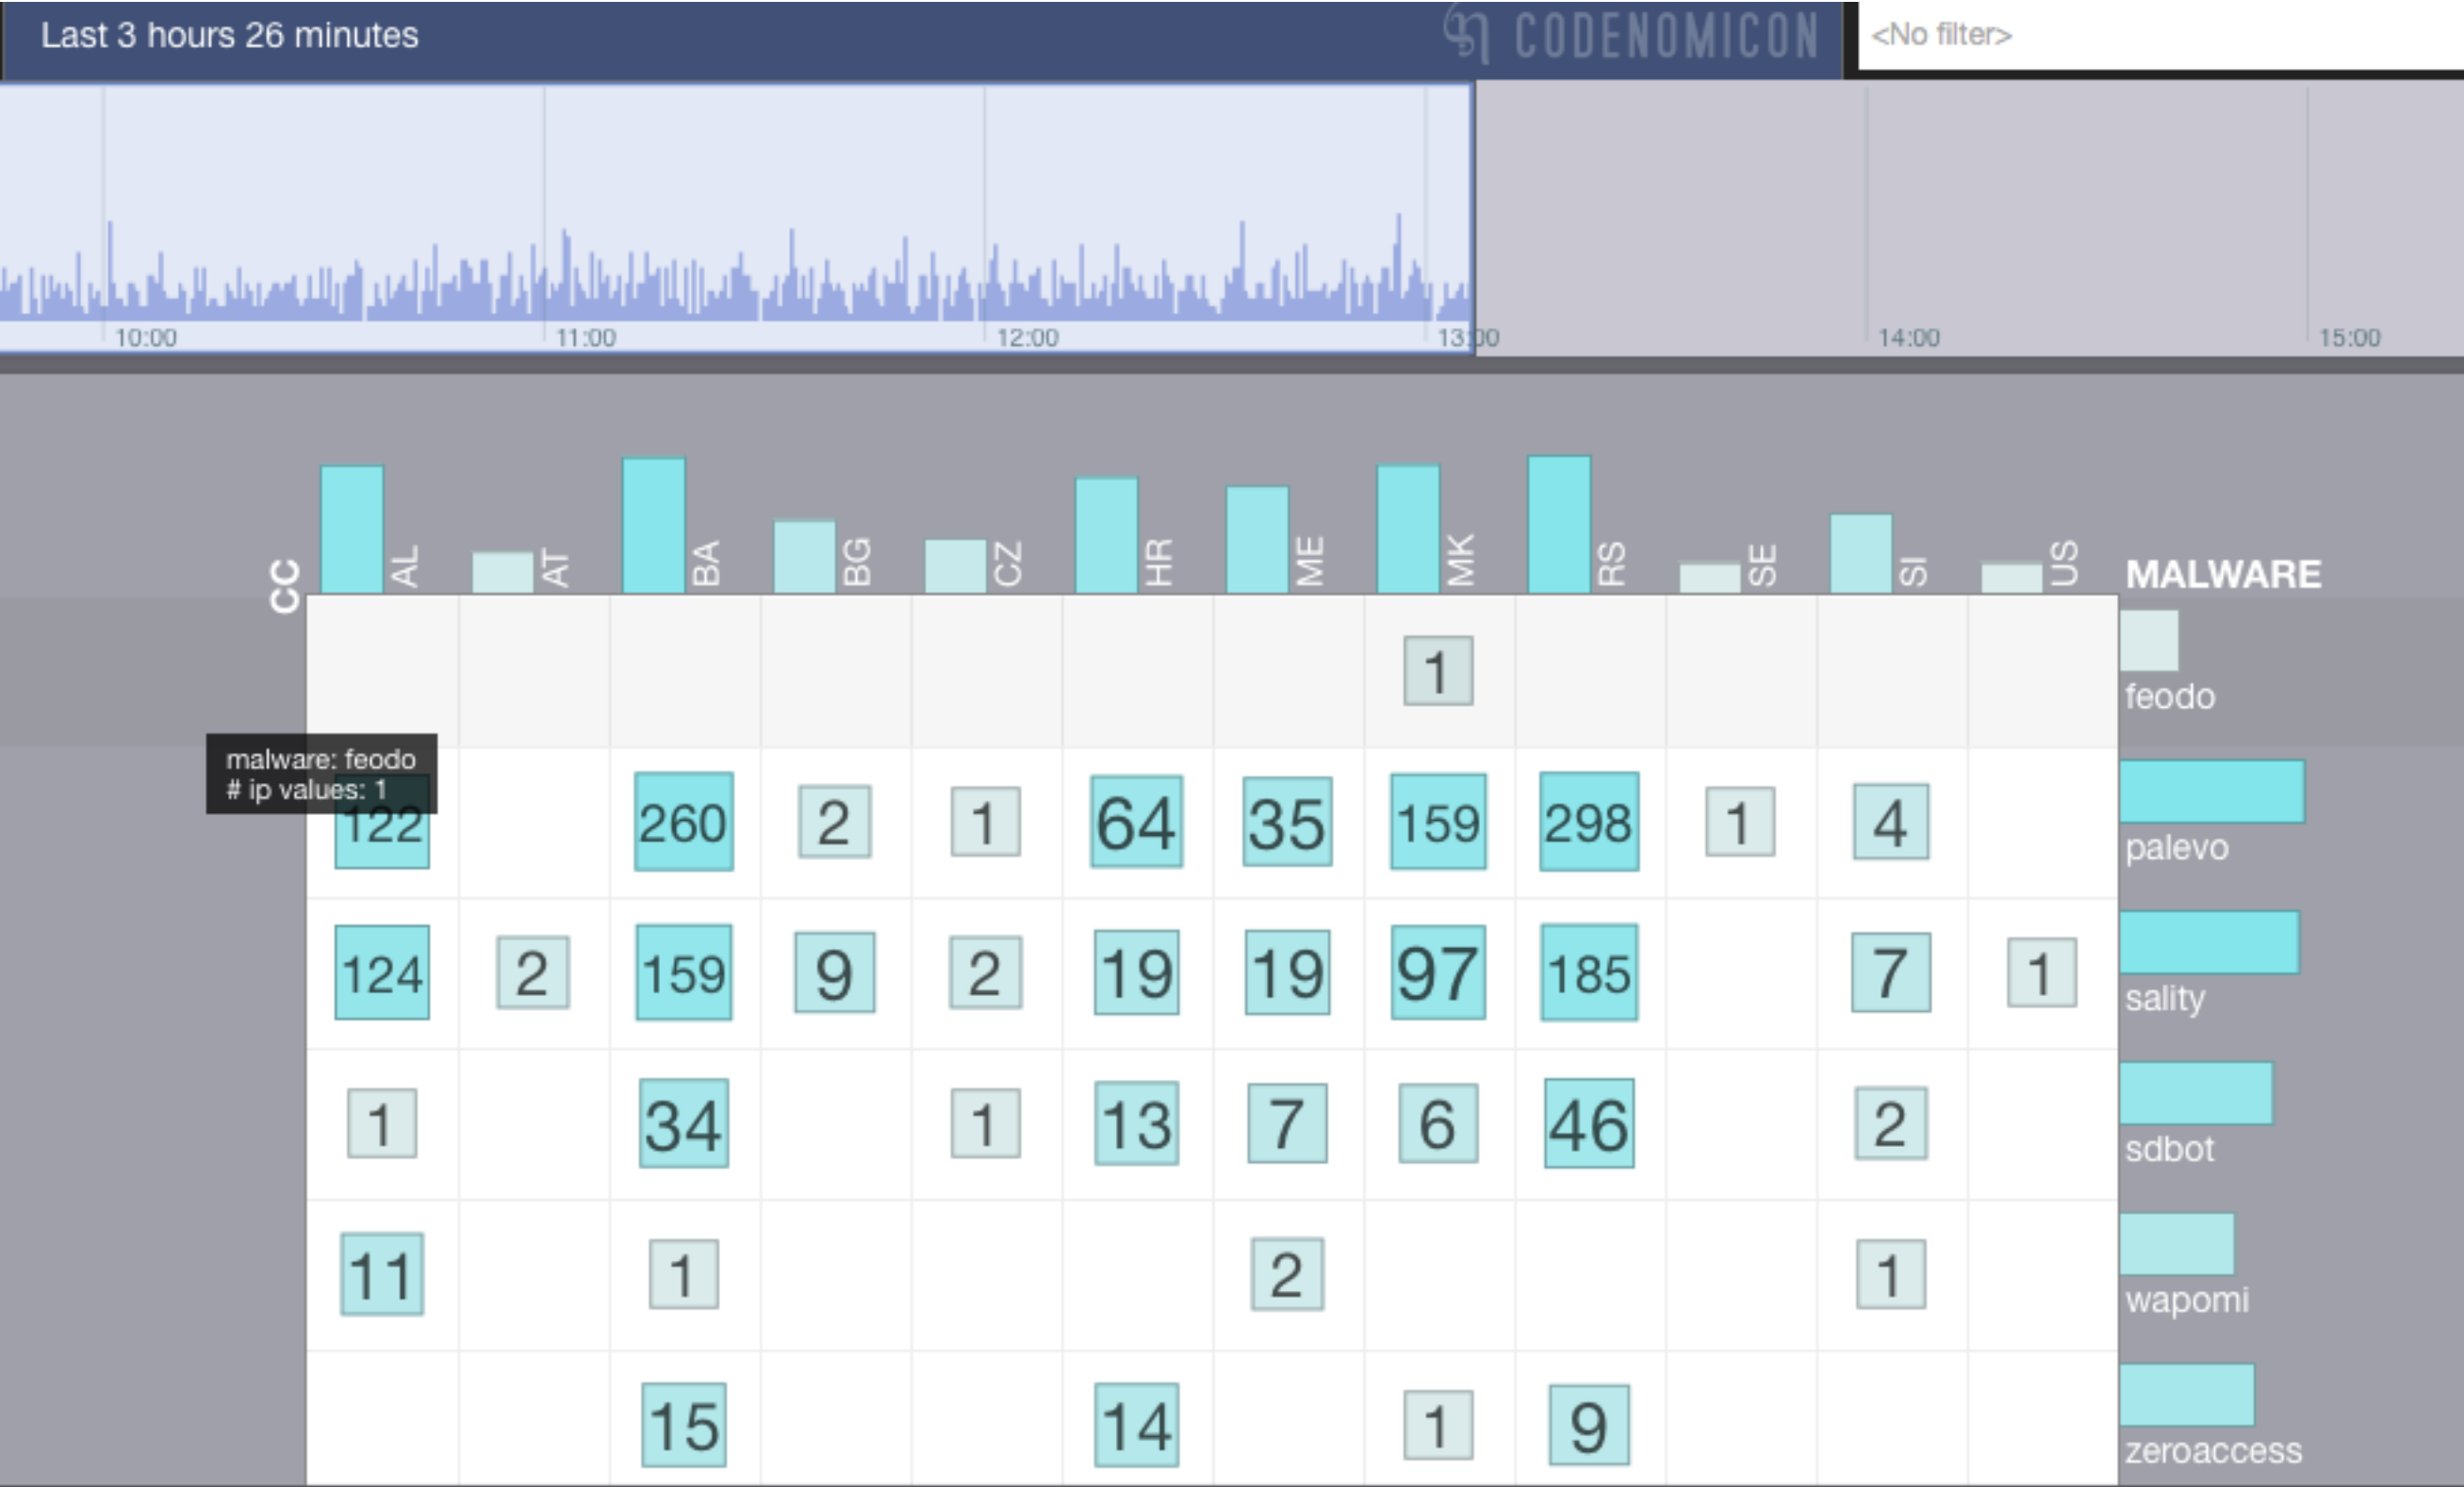 Last 3 hours 26 minutes
CODENOMICON
<No filter>
10:00 11:00 12:00 13:00 14:00 15:00
CC AL AT BA BG CZ HR ME MK RS SE SI US MALWARE
1 feodo
malware: feodo
# ip values: 1
122 260 2 1 64 35 159 298 1 4 palevo
124 2 159 9 2 19 19 97 185 7 1 sality
1 34 1 13 7 6 46 2 sdbot
11 1 2 1 wapomi
15 14 1 9 zeroaccess